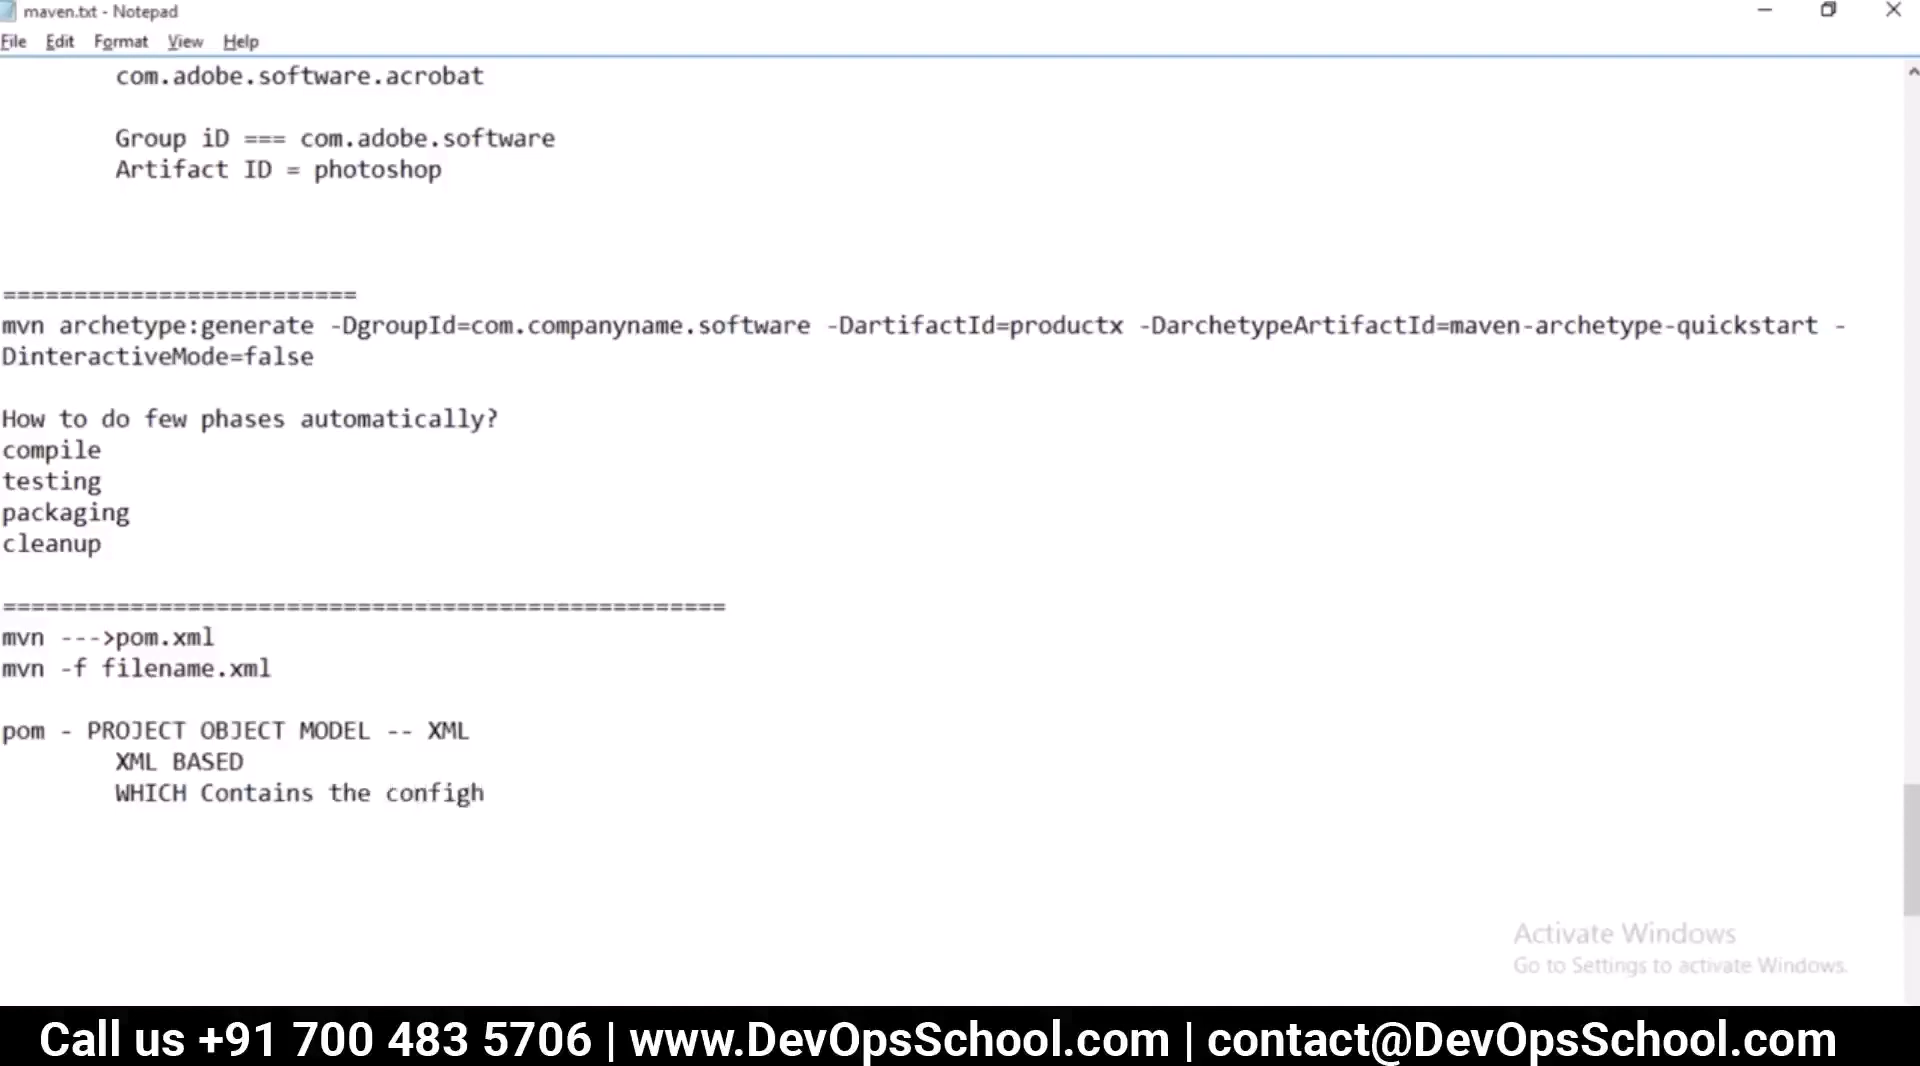 maven.txt - Notepad
File Edit Format View Help
com.adobe.software.acrobat
Group iD === com.adobe.software
Artifact ID = photoshop
=========================
mvn archetype:generate -DgroupId=com.companyname.software -DartifactId=productx -DarchetypeArtifactId=maven-archetype-quickstart -
DinteractiveMode=false
How to do few phases automatically?
compile
testing
packaging
cleanup
===================================================
mvn --->pom.xml
mvn -f filename.xml
pom - PROJECT OBJECT MODEL -- XML
XML BASED
WHICH Contains the configh
Activate Windows
Go to Settings to activate Windows.
Call us +91 700 483 5706 | www.DevOpsSchool.com | contact@DevOpsSchool.com